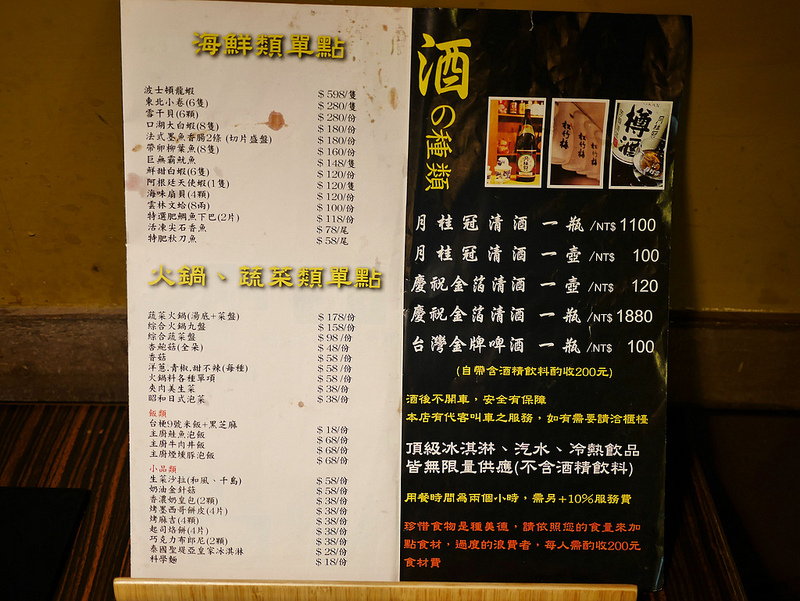 海鮮類單點
波士頓龍蝦 $598/隻
東北小卷(6隻) $280/隻
雪干貝(6顆) $280/份
口湖大白蝦(8隻) $180/份
法式墨魚香腸2條 (切片盛盤) $180/份
帶卵柳葉魚(8隻) $160/份
巨無霸魷魚 $148/隻
鮮甜白蝦(6隻) $120/份
阿根廷天使蝦(1隻) $120/隻
海味扇貝(4顆) $120/份
雲林文蛤(8兩) $100/份
特選肥鯛魚下巴(2片) $118/份
活凍尖石香魚 $78/尾
特肥秋刀魚 $58/尾
火鍋、蔬菜類單點
蔬菜火鍋(湯底+菜盤) $178/份
綜合火鍋九盤 $158/份
綜合蔬菜盤 $98/份
杏鮑菇(全朵) $48/份
香菇 $58/份
洋蔥,青椒,甜不辣(每種) $58/份
火鍋料各種單項 $58/份
夾肉美生菜 $38/份
昭和日式泡菜 $38/份
飯類
台梗9號米飯+黑芝麻 $18/份
主廚鮭魚泡飯 $68/份
主廚牛肉丼飯 $68/份
主廚煙燻豚泡飯 $68/份
小品類
生菜沙拉(和風、千島) $58/份
奶油金針菇 $58/份
香濃奶皇包(2顆) $38/份
烤墨西哥餅皮(4片) $38/份
烤麻吉(4顆) $38/份
起司烙餅(4片) $38/份
巧克力布郎尼(2顆) $38/份
泰國聖堤亞皇家冰淇淋 $28/份
科學麵 $18/份
酒の種類
月桂冠清酒 一瓶/NT$1100
月桂冠清酒 一壺/NT$ 100
慶祝金箔清酒 一壺/NT$ 120
慶祝金箔清酒 一瓶/NT$1880
台灣金牌啤酒 一瓶/NT$ 100
(自帶含酒精飲料酌收200元)
酒後不開車,安全有保障
本店有代客叫車之服務,如有需要請洽櫃檯
頂級冰淇淋、汽水、冷熱飲品
皆無限量供應(不含酒精飲料)
用餐時間為兩個小時,需另+10%服務費
珍惜食物是種美德,請依照您的食量來加
點食材,過度的浪費者,每人需酌收200元
食材費